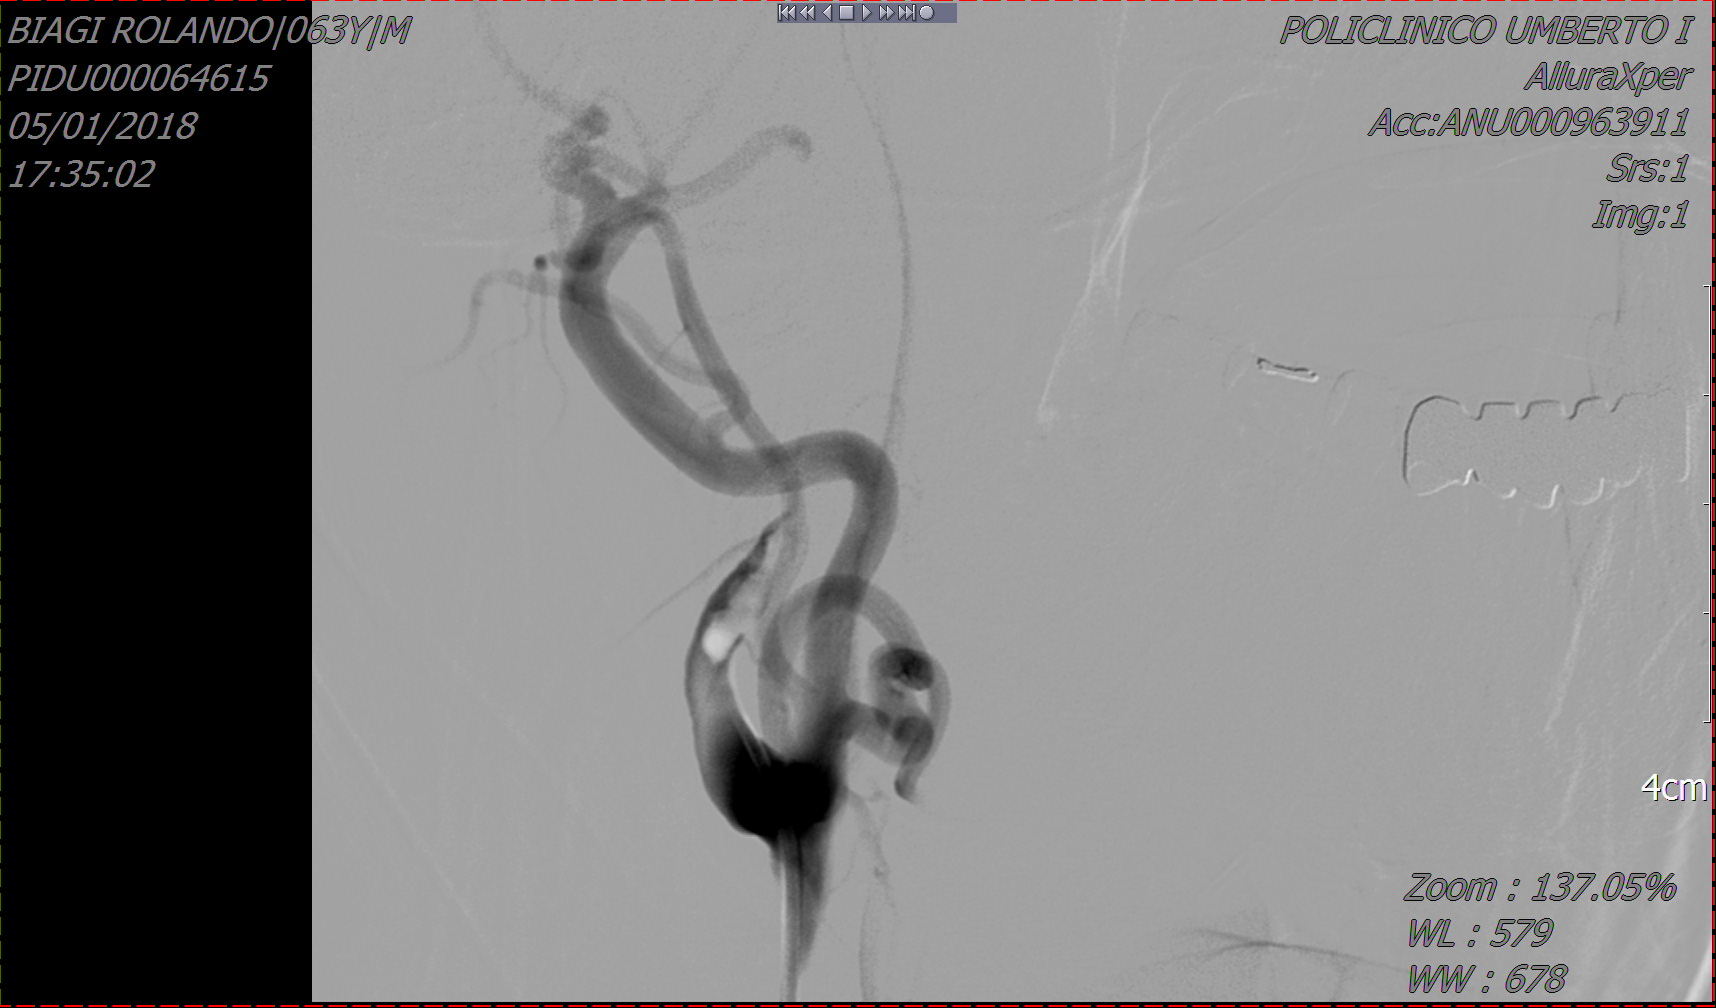 BIAGI ROLANDO|063Y|M
PIDU000064615
05/01/2018
17:35:02
POLICLINICO UMBERTO I
AlluraXper
Acc:ANU000963911
Srs:1
Img:1
4cm
Zoom : 137.05%
WL : 579
WW : 678